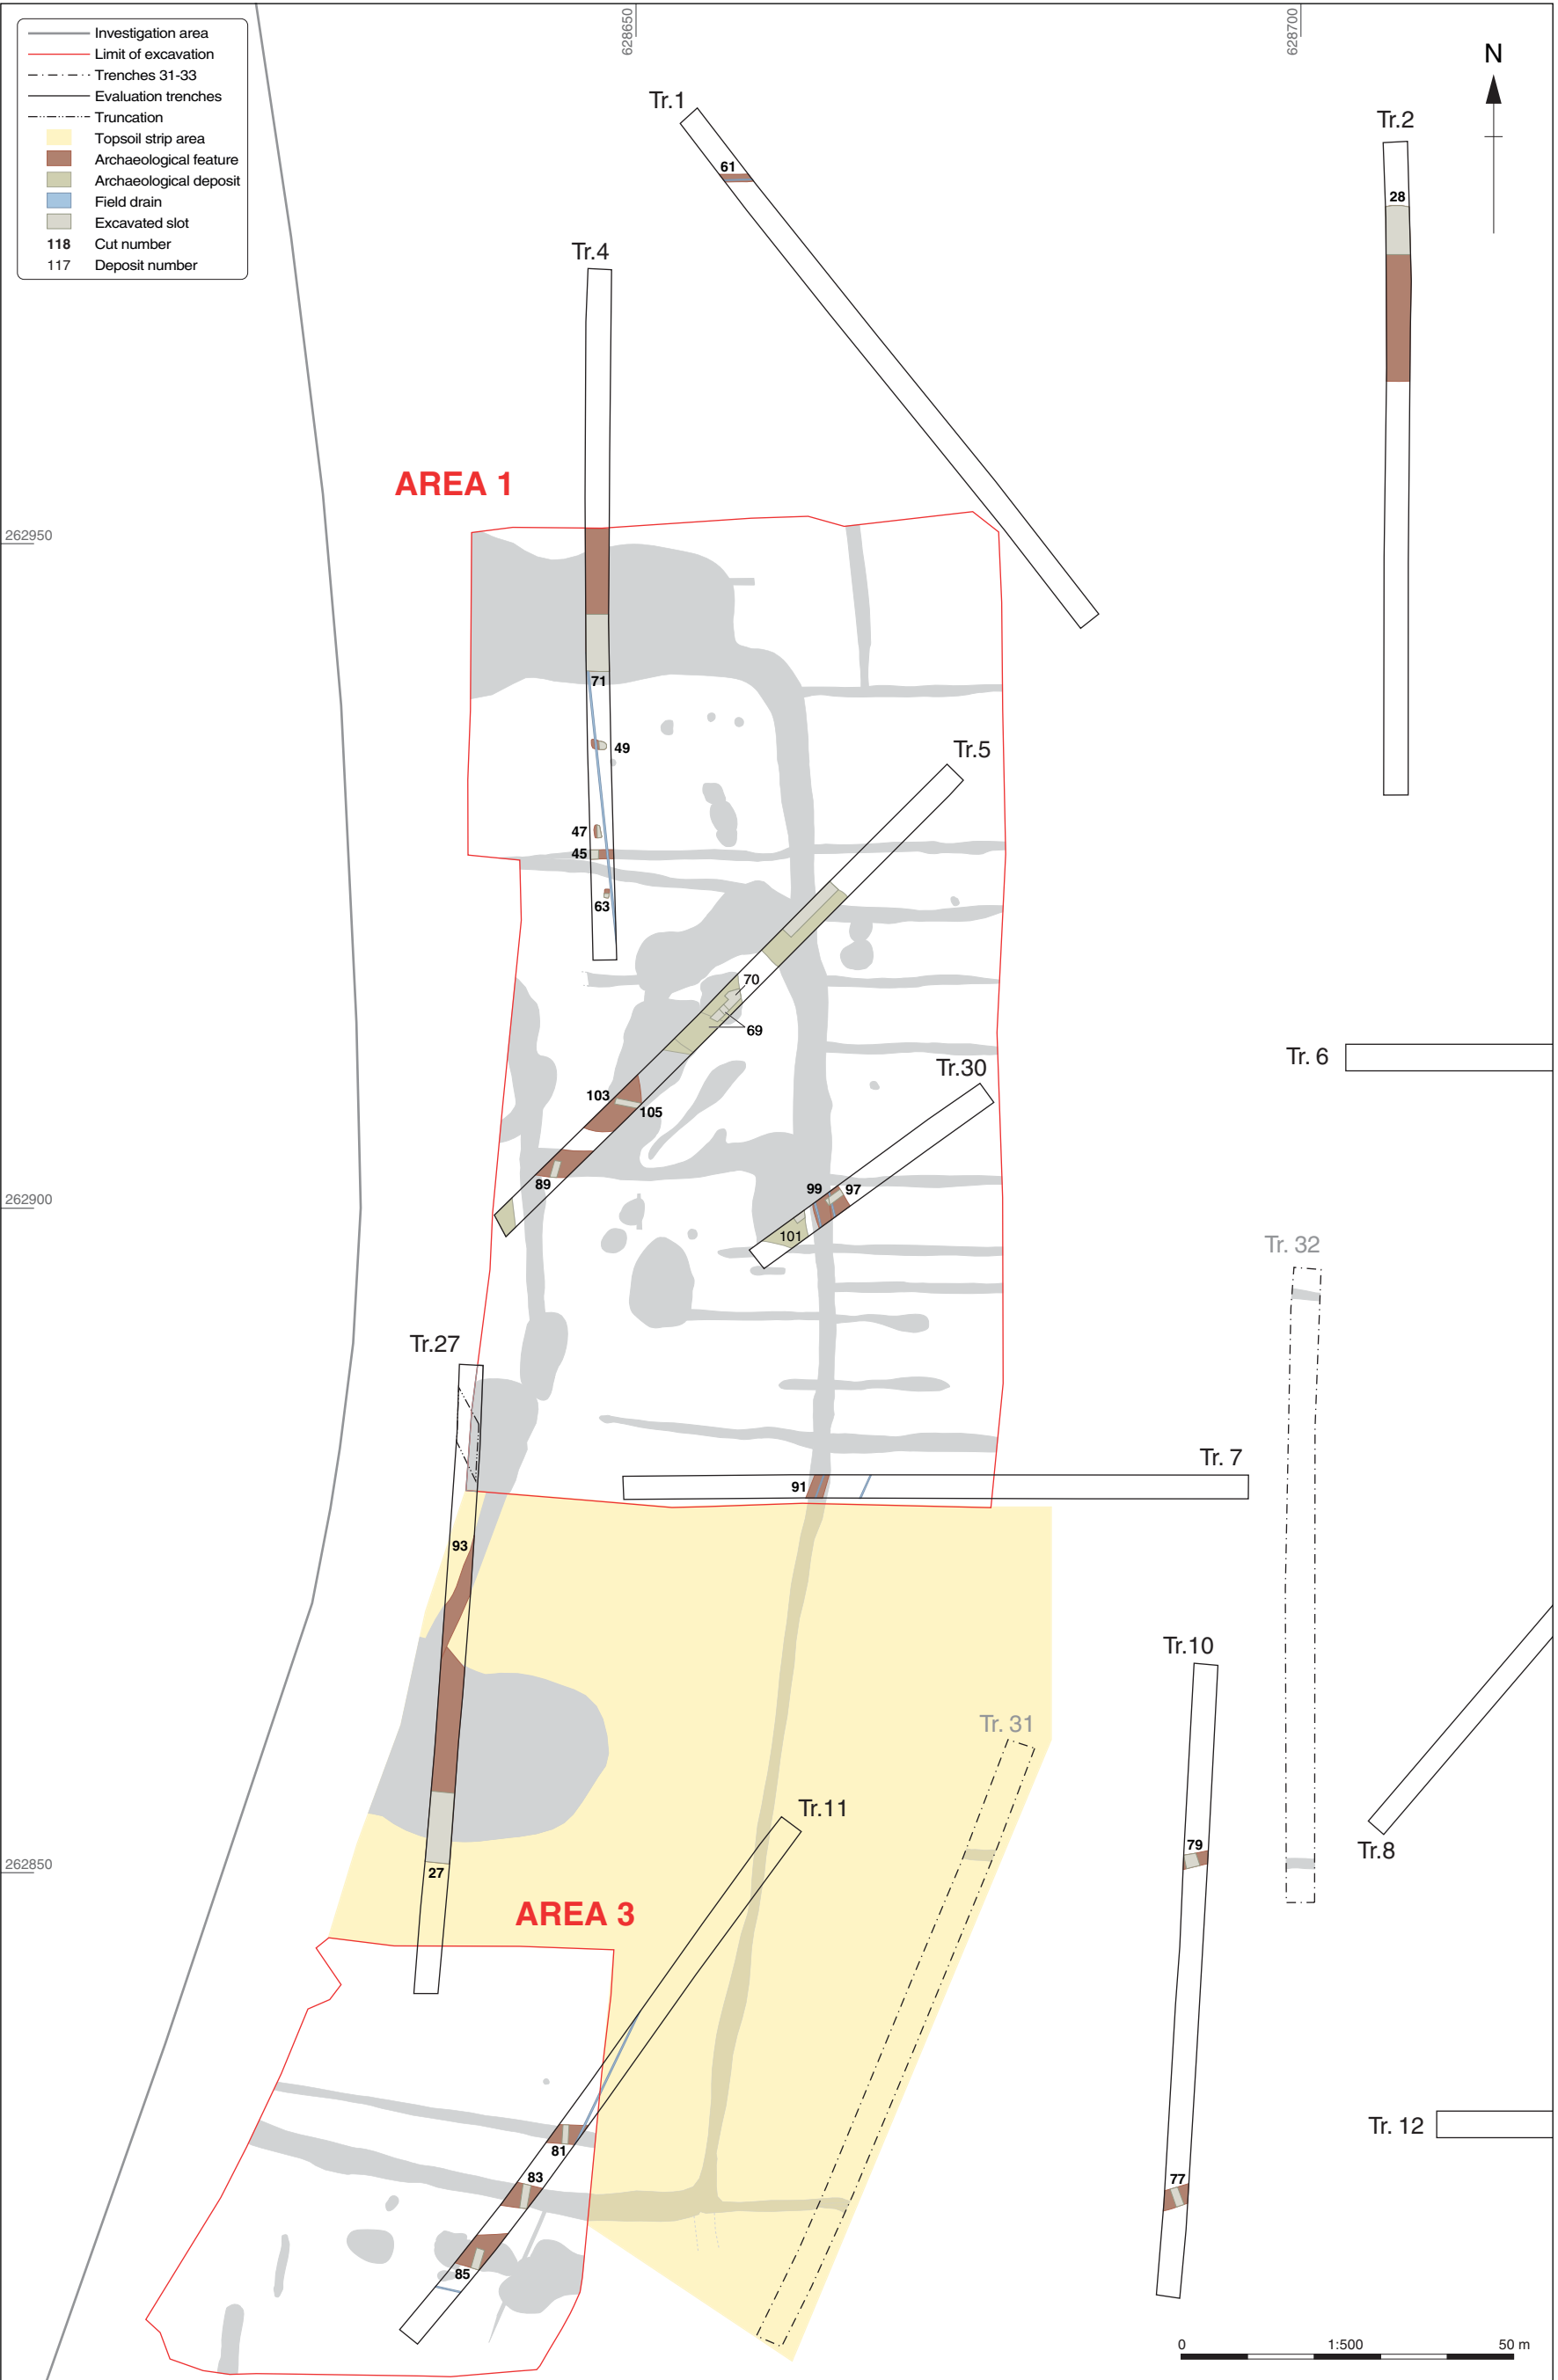 Investigation area
Limit of excavation
Trenches 31-33
Evaluation trenches
Truncation
Topsoil strip area
Archaeological feature
Archaeological deposit
Field drain
Excavated slot
118 Cut number
117 Deposit number
628650
628700
N
Tr.1
61
Tr.2
28
Tr.4
AREA 1
262950
71
49
47
45
63
Tr.5
70
69
Tr. 6
Tr.30
103
105
89
99
97
101
262900
Tr. 32
Tr.27
Tr. 7
91
93
Tr.10
Tr. 31
Tr.11
79
Tr.8
262850
27
AREA 3
Tr. 12
81
83
77
85
0 1:500 50 m